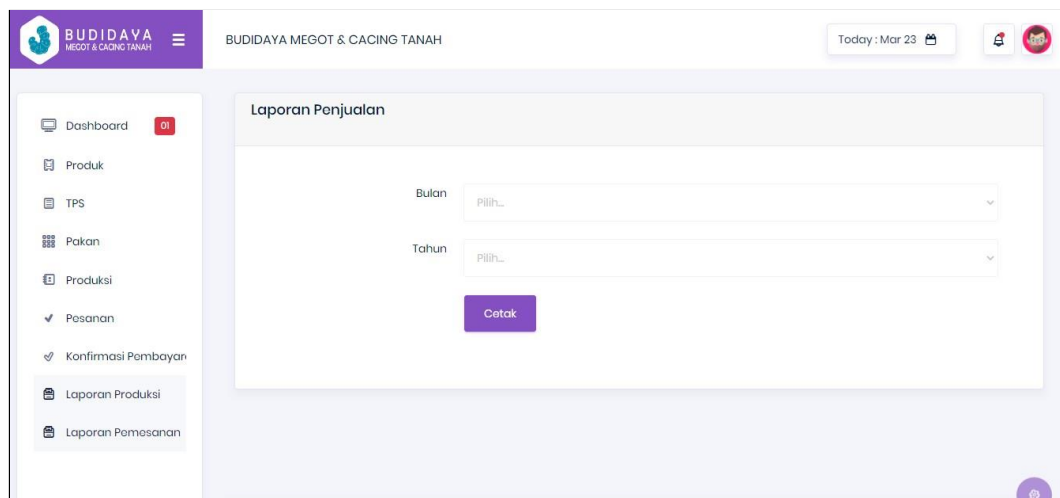 BUDIDAYA
MEGOT & CACING TANAH
BUDIDAYA MEGOT & CACING TANAH
Today : Mar 23
Dashboard 01
Produk
TPS
Pakan
Produksi
Pesanan
Konfirmasi Pembayar
Laporan Produksi
Laporan Pemesanan
Laporan Penjualan
Bulan
Pilih...
Tahun
Pilih...
Cetak